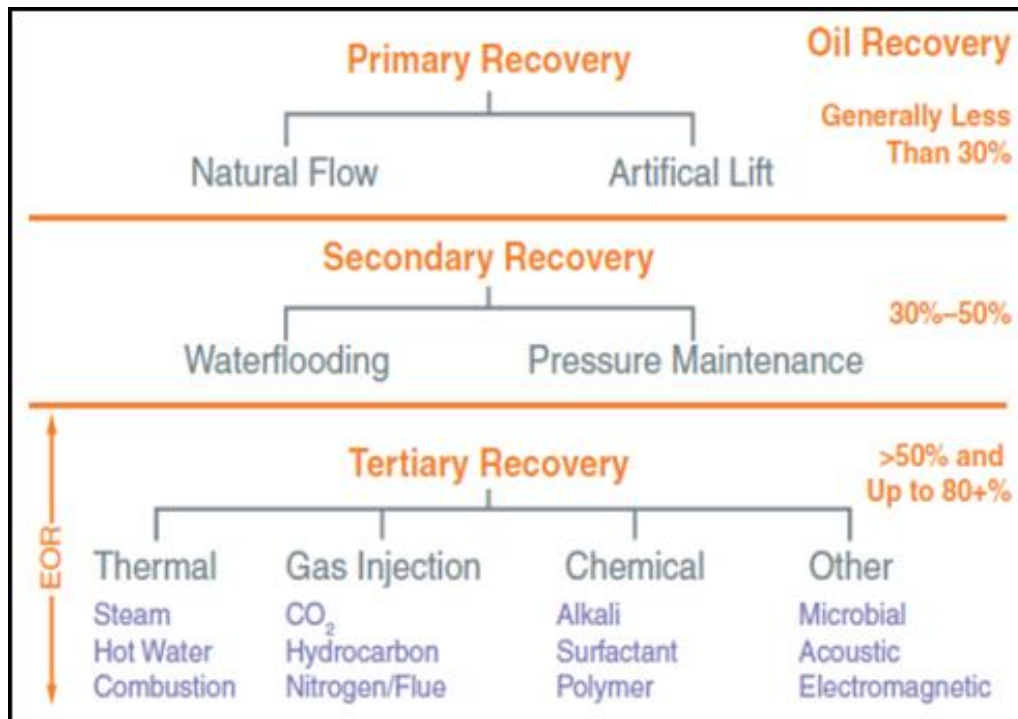 Oil Recovery
Primary Recovery
Generally Less
Than 30%
Natural Flow
Artifical Lift
Secondary Recovery
30%–50%
Waterflooding
Pressure Maintenance
EOR
Tertiary Recovery
>50% and
Up to 80+%
Thermal
Steam
Hot Water
Combustion
Gas Injection
CO₂
Hydrocarbon
Nitrogen/Flue
Chemical
Alkali
Surfactant
Polymer
Other
Microbial
Acoustic
Electromagnetic